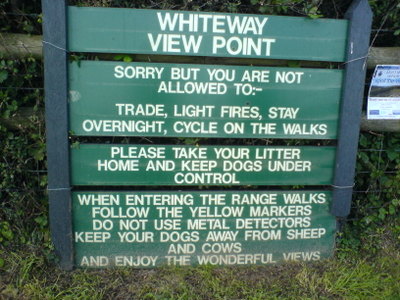 WHITEWAY
VIEW POINT
SORRY BUT YOU ARE NOT
ALLOWED TO:-
TRADE, LIGHT FIRES, STAY
OVERNIGHT, CYCLE ON THE WALKS
PLEASE TAKE YOUR LITTER
HOME AND KEEP DOGS UNDER
CONTROL
WHEN ENTERING THE RANGE WALKS
FOLLOW THE YELLOW MARKERS
DO NOT USE METAL DETECTORS
KEEP YOUR DOGS AWAY FROM SHEEP
AND COWS
AND ENJOY THE WONDERFUL VIEWS